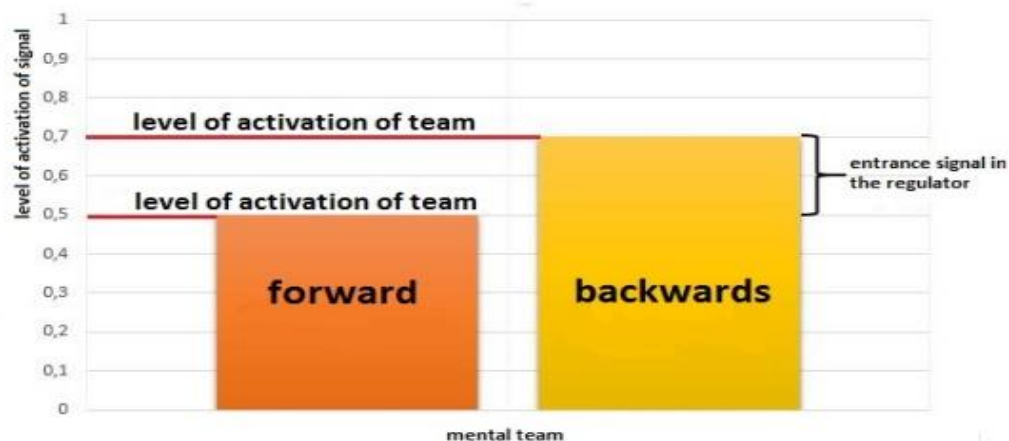 level of activation of signal
1
0,9
0,8
0,7
0,6
0,5
0,4
0,3
0,2
0,1
0
level of activation of team
level of activation of team
forward
backwards
entrance signal in
the regulator
mental team